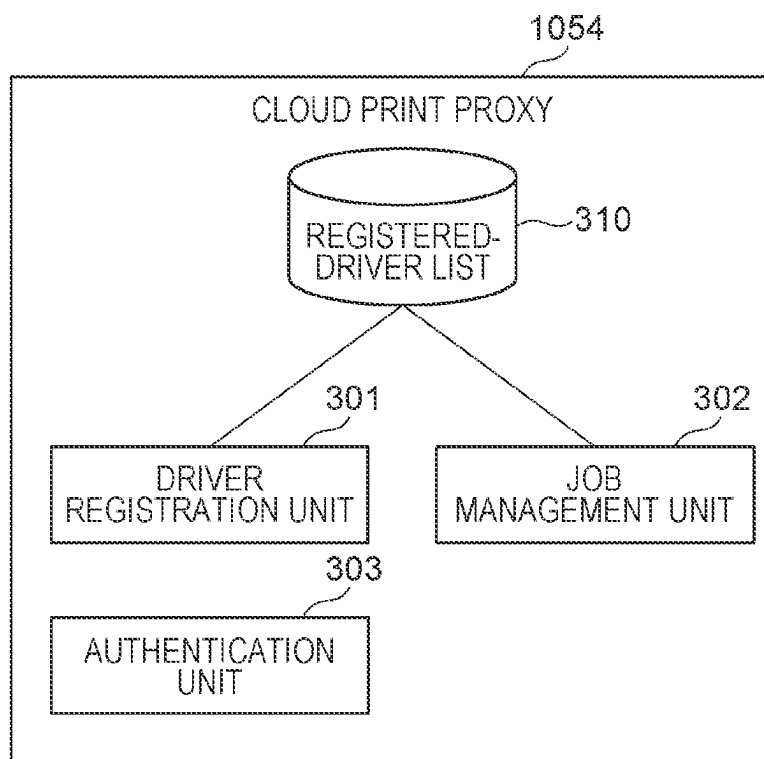 1054
CLOUD PRINT PROXY
REGISTERED-
DRIVER LIST
310
301
302
DRIVER
REGISTRATION UNIT
JOB
MANAGEMENT UNIT
303
AUTHENTICATION
UNIT